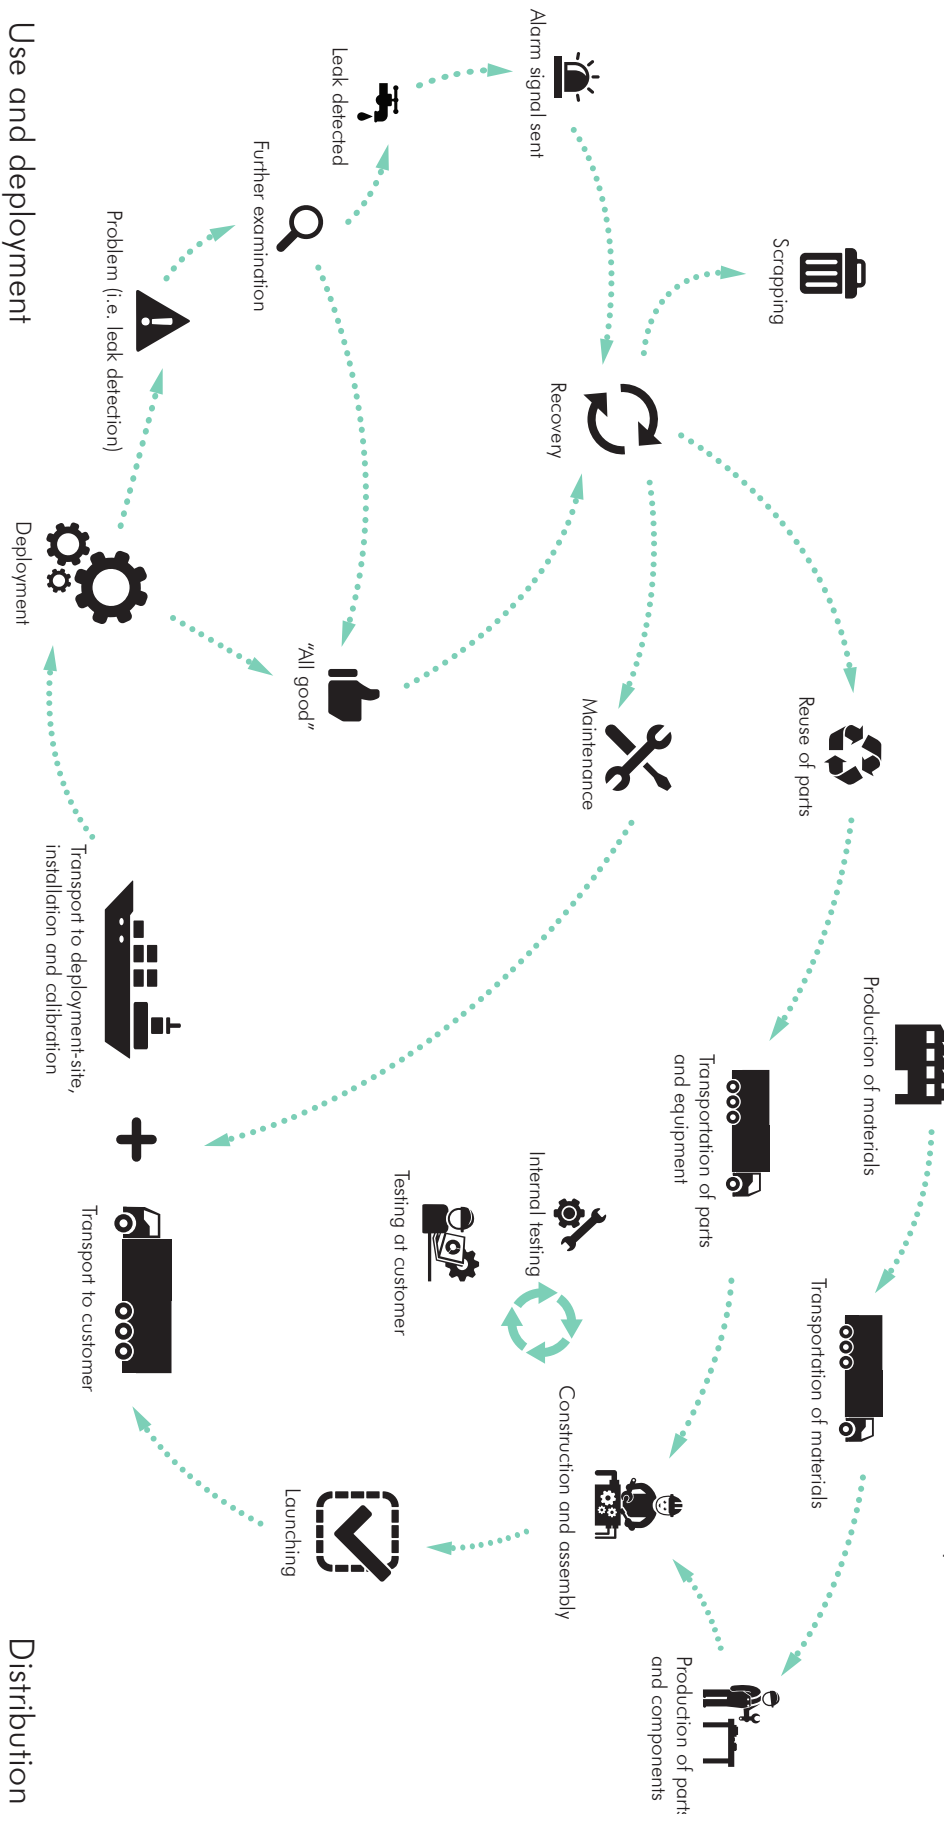 Production of materials
Transportation of materials
Production of parts
and components
Scrapping
Reuse of parts
Transportation of parts
and equipment
Recovery
Maintenance
Construction and assembly
Alarm signal sent
Internal testing
Testing at customer
Leak detected
"All good"
Launching
Further examination
Problem (i.e. leak detection)
Transport to deployment-site,
installation and calibration
Transport to customer
Deployment
Use and deployment
Distribution